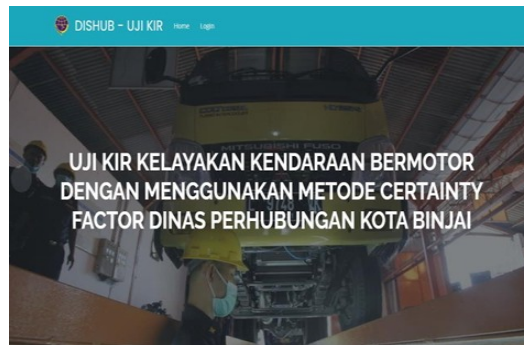 DISHUB - UJI KIR Home Login
MITSUBISHI FUSO
UJI KIR KELAYAKAN KENDARAAN BERMOTOR
DENGAN MENGGUNAKAN METODE CERTAINTY
FACTOR DINAS PERHUBUNGAN KOTA BINJAI